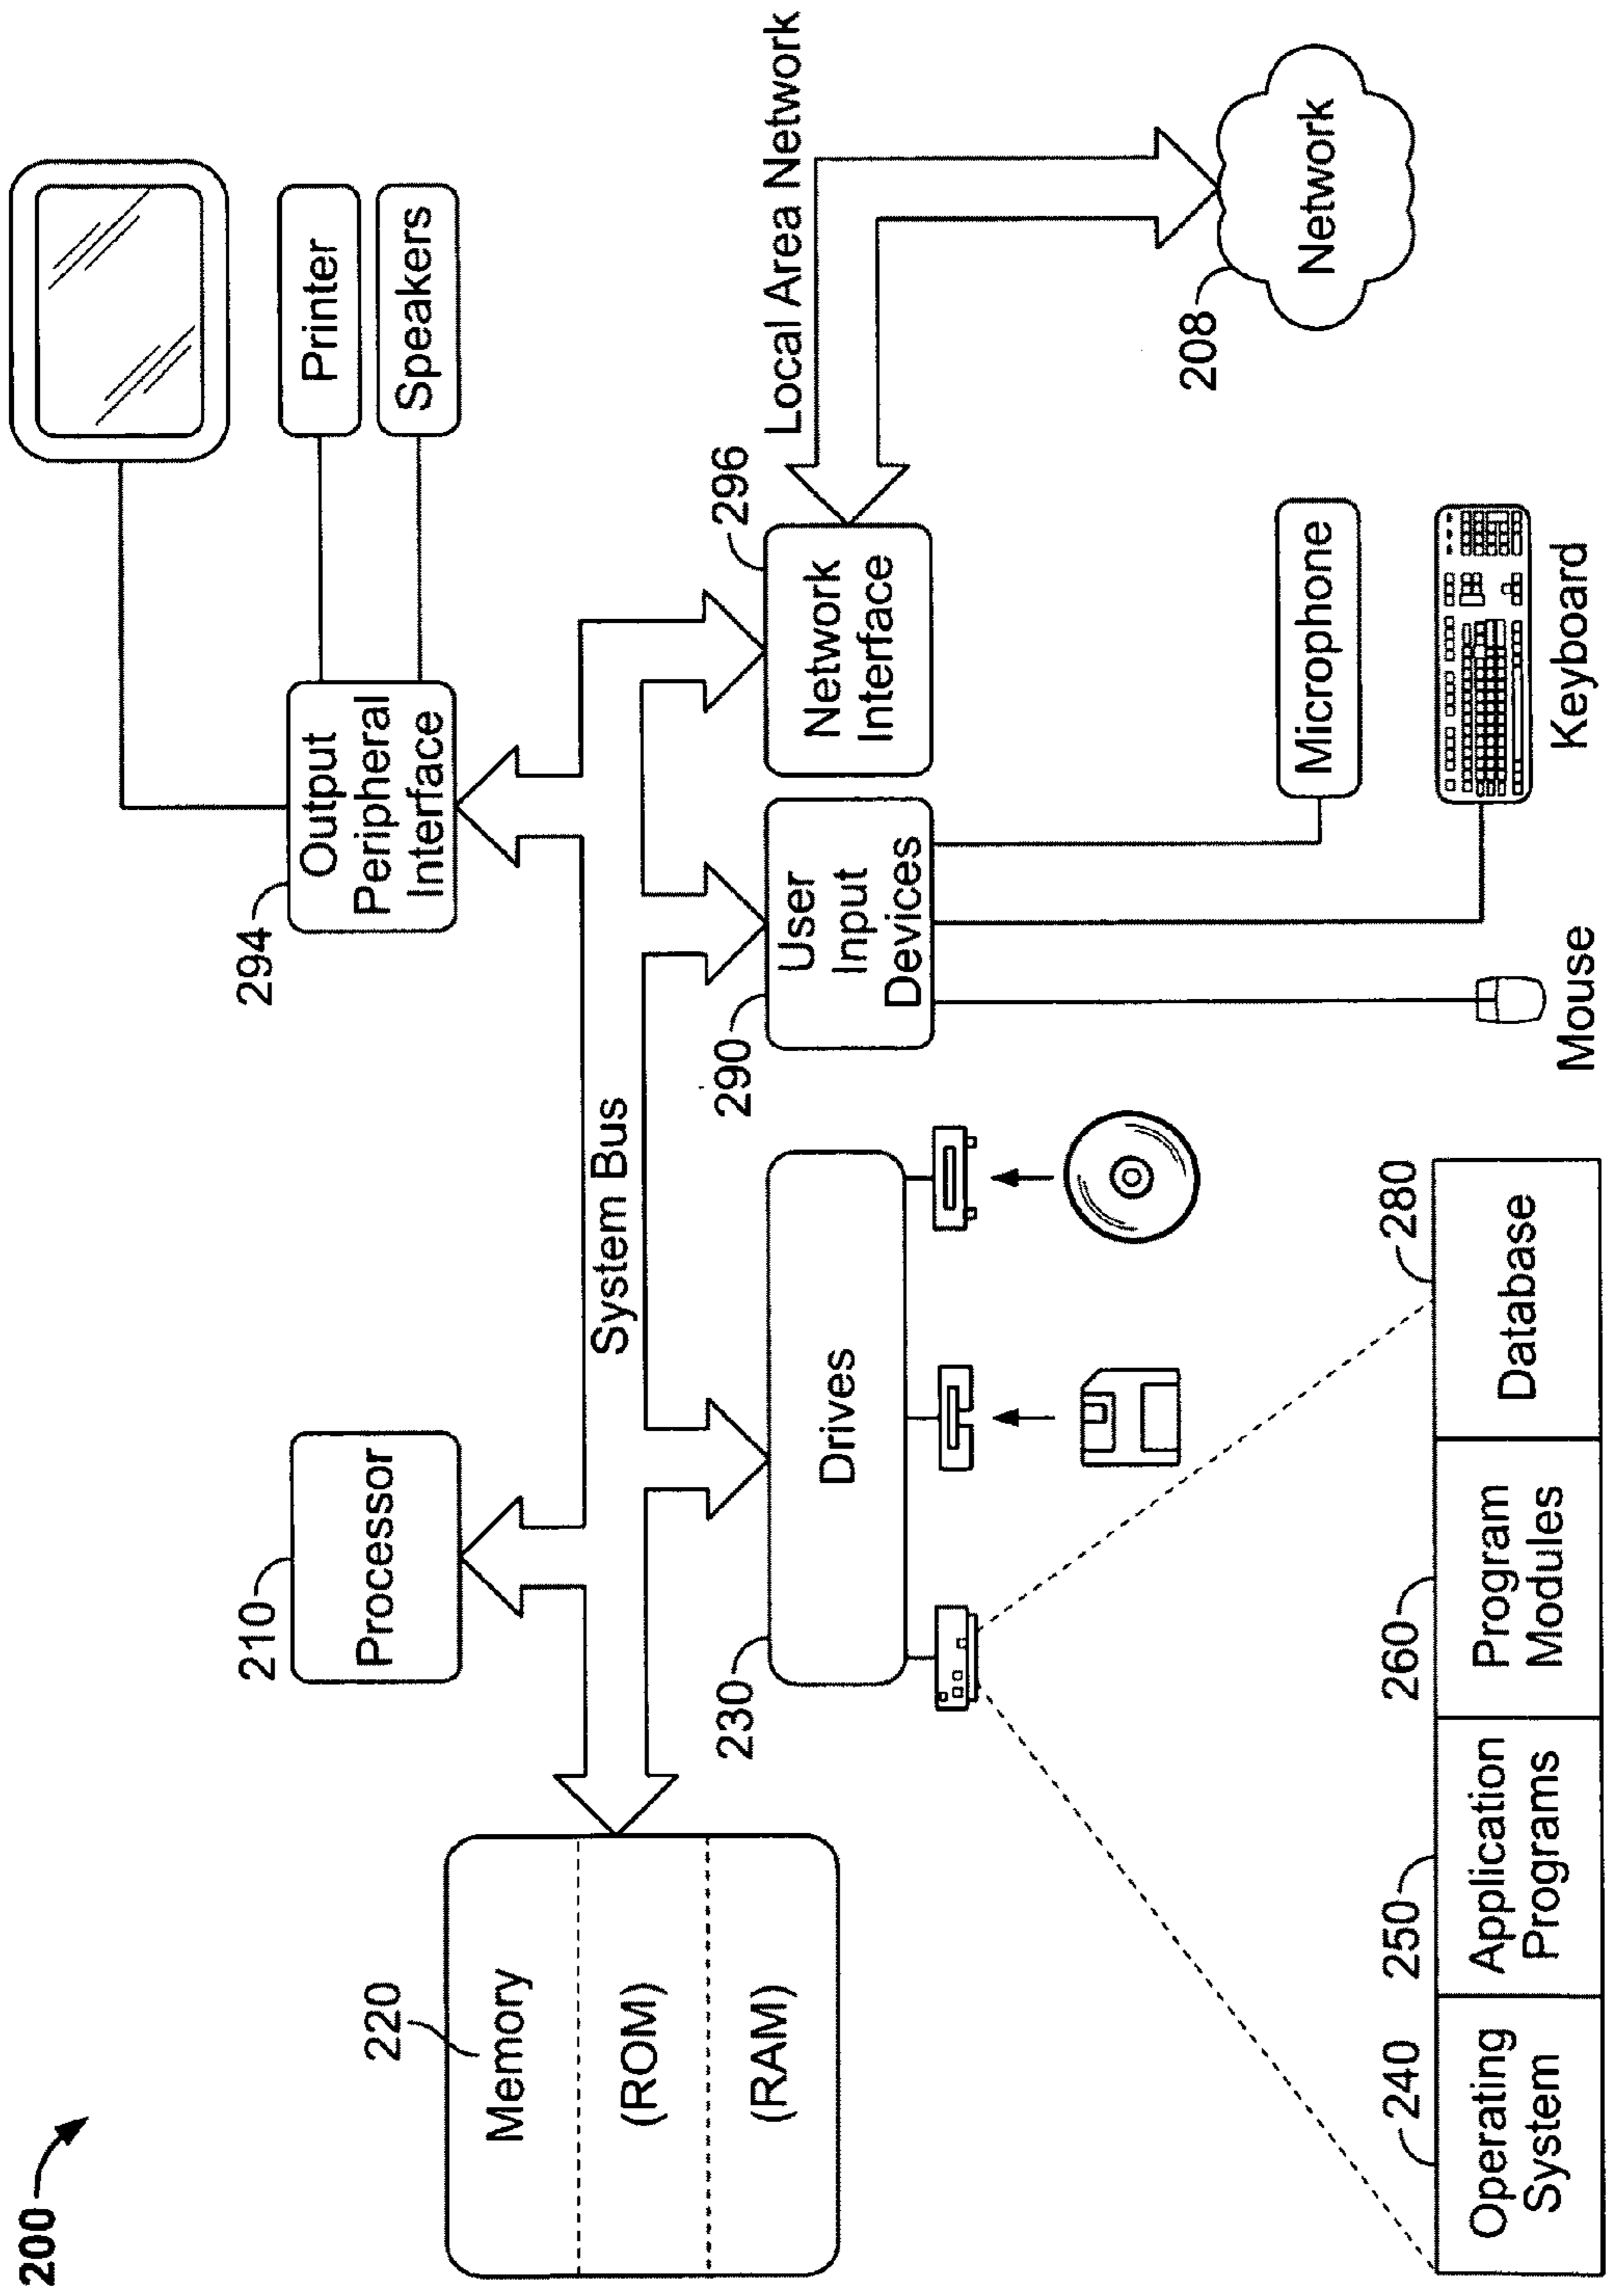 200
Printer
Speakers
294
Output
Peripheral
Interface
210
Processor
220
Memory
(ROM)
(RAM)
System Bus
Local Area Network
230
Drives
290
User
Input
Devices
296
Network
Interface
208
Network
Microphone
Keyboard
Mouse
240
Operating
System
250
Application
Programs
260
Program
Modules
280
Database